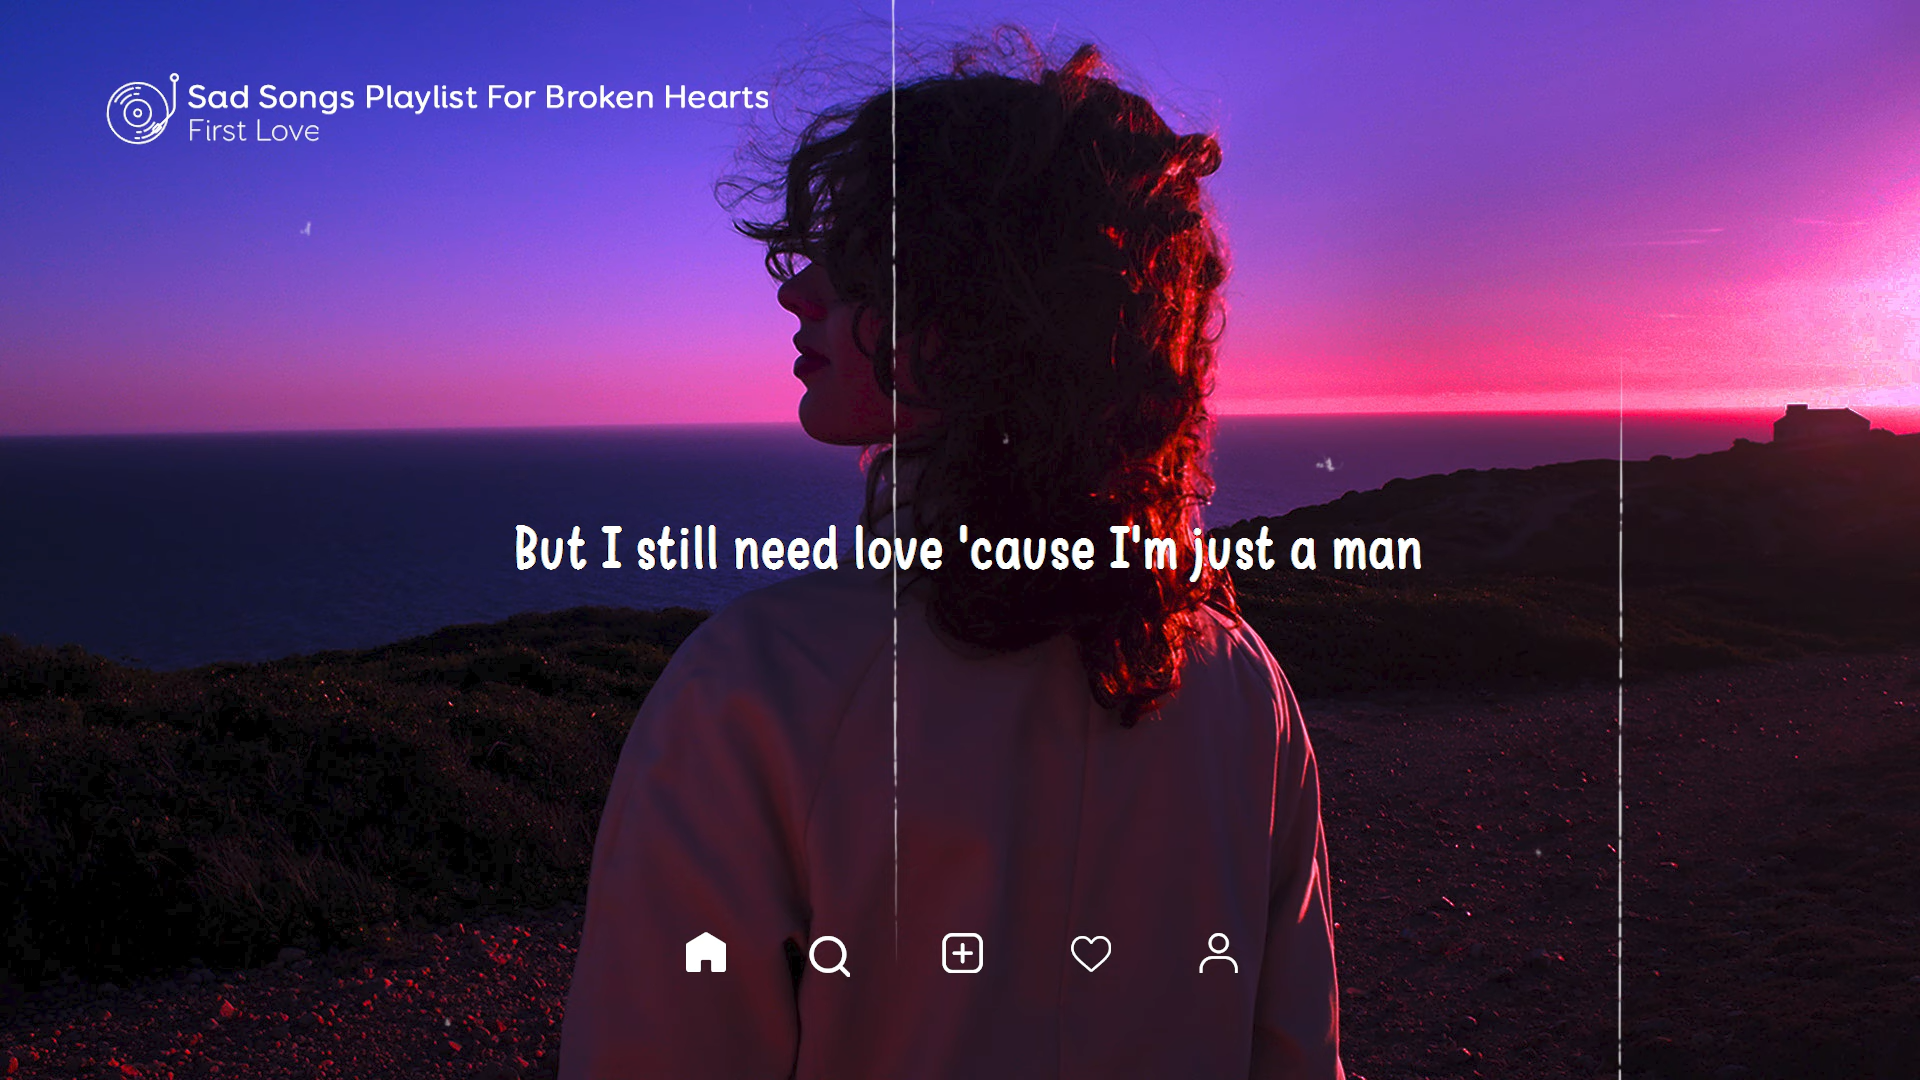 Sad Songs Playlist For Broken Hearts
First Love
But I still need love 'cause I'm just a man